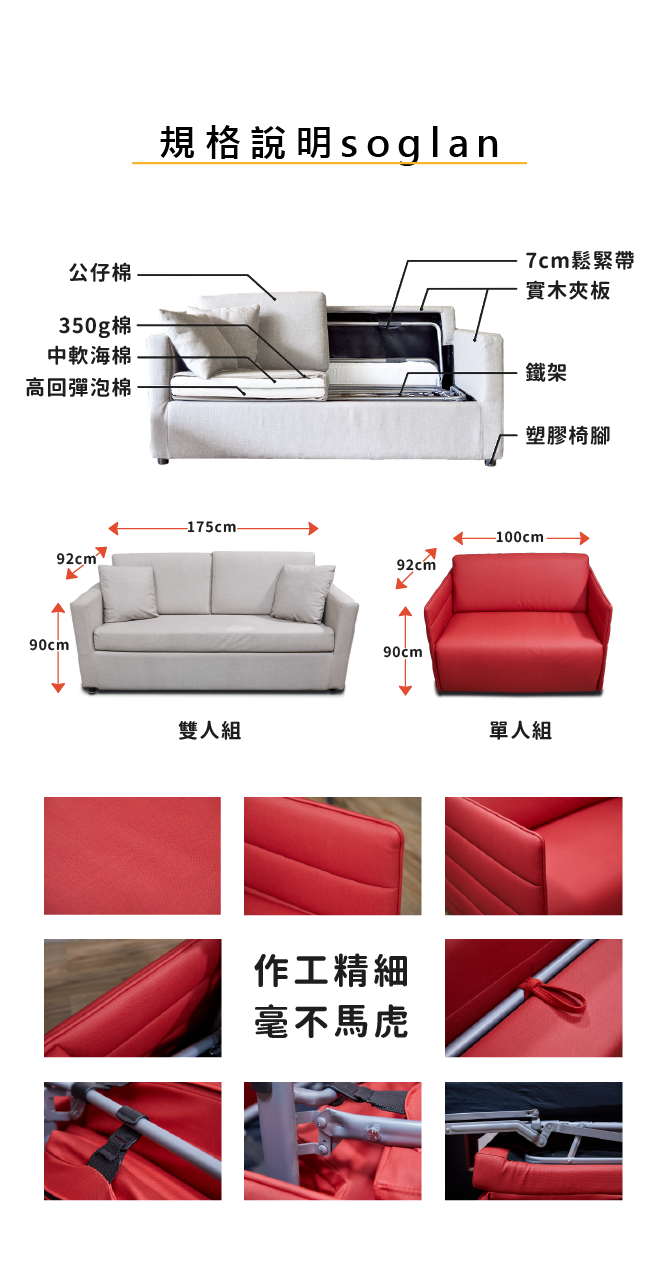 規格說明soglan
公仔棉
350g棉
中軟海棉
高回彈泡棉
7cm鬆緊帶
實木夾板
鐵架
塑膠椅腳
175cm
92cm
90cm
雙人組
100cm
92cm
90cm
單人組
作工精細
毫不馬虎